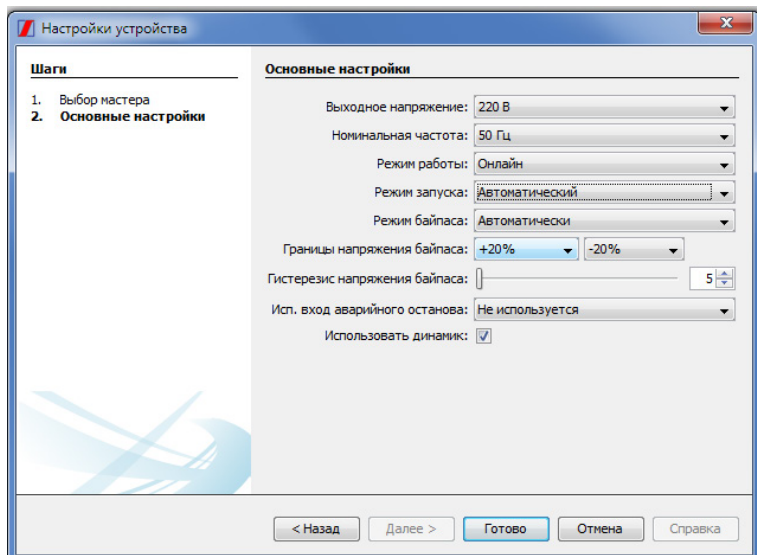 Настройки устройства
Шаги
1. Выбор мастера
2. Основные настройки
Основные настройки
Выходное напряжение: 220 В
Номинальная частота: 50 Гц
Режим работы: Онлайн
Режим запуска: Автоматический
Режим байпаса: Автоматически
Границы напряжения байпаса: +20% -20%
Гистерезис напряжения байпаса: 5
Исп. вход аварийного останова: Не используется
Использовать динамик:
< Назад Далее > Готово Отмена Справка